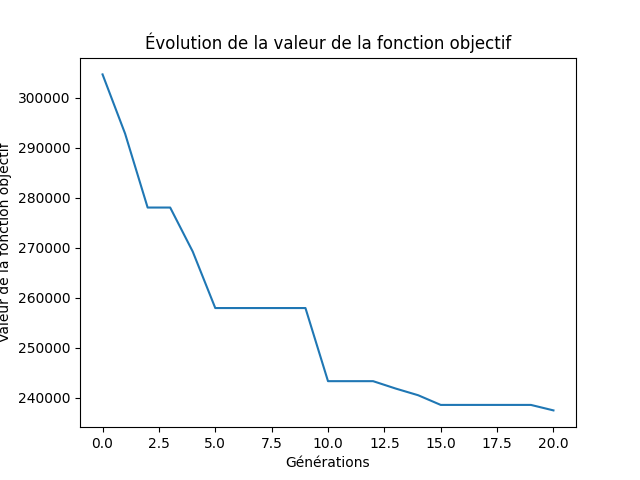 Évolution de la valeur de la fonction objectif
Valeur de la fonction objectif
300000
290000
280000
270000
260000
250000
240000
0.0 2.5 5.0 7.5 10.0 12.5 15.0 17.5 20.0
Générations